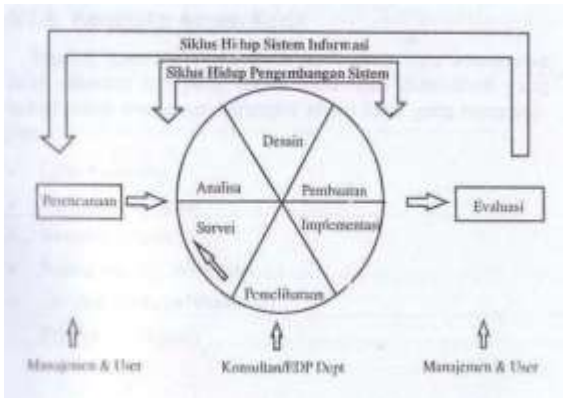 Siklus Hidup Sistem Informasi
Siklus Hidup Pengembangan Sistem
Desain
Analisa
Pembuatan
Perencanaan
Evaluasi
Survei
Implementasi
Pemeliharaan
Manajemen & User
Konsultan/EDP Dept
Manajemen & User